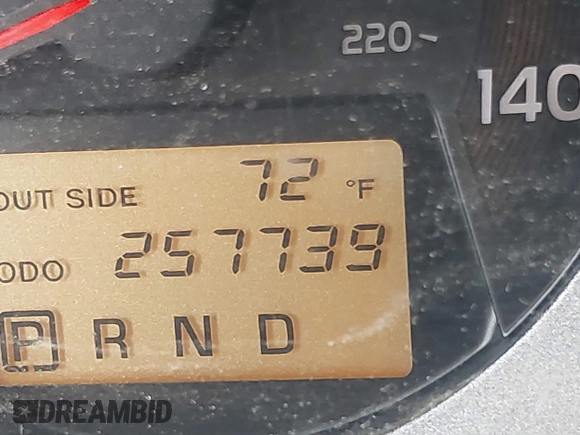 220
140
OUT SIDE 72 °F
ODO 257739
P R N D
DREAMBID